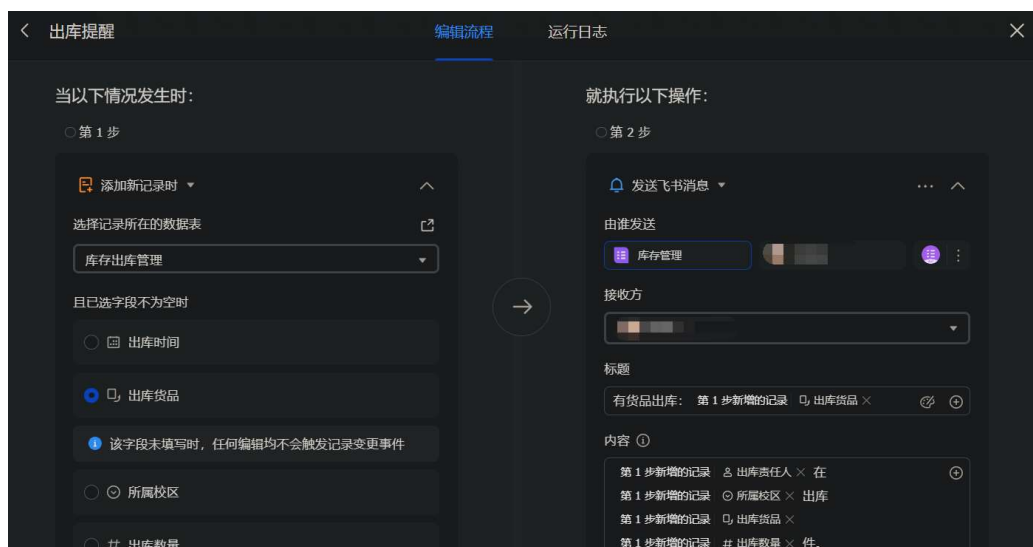 出库提醒
编辑流程
运行日志
当以下情况发生时:
第 1 步
添加新记录时
选择记录所在的数据表
库存出库管理
且已选字段不为空时
出库时间
出库货品
该字段未填写时，任何编辑均不会触发记录变更事件
所属校区
出库数量
就执行以下操作:
第 2 步
发送飞书消息
由谁发送
库存管理
接收方
标题
有货品出库: 第 1 步新增的记录 出库货品
内容
第 1 步新增的记录 出库责任人 在
第 1 步新增的记录 所属校区 出库
第 1 步新增的记录 出库货品
第 1 步新增的记录 出库数量 件。